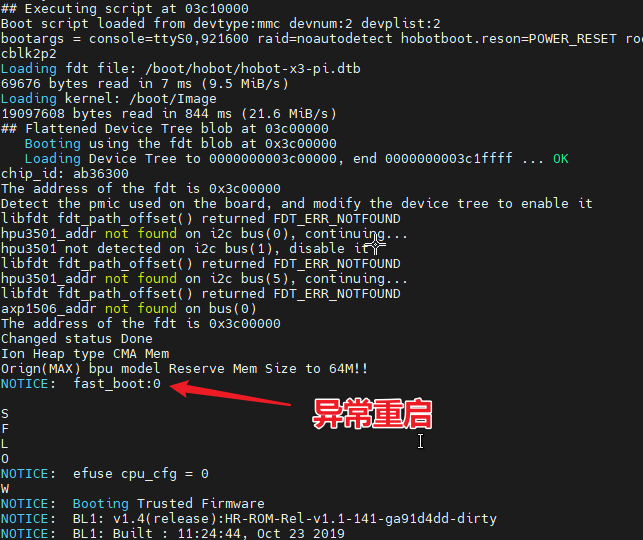 ## Executing script at 03c10000
Boot script loaded from devtype:mmc devnum:2 devplist:2
bootargs = console=ttyS0,921600 raid=noautodetect hobotboot.reson=POWER_RESET roo
cblk2p2
Loading fdt file: /boot/hobot/hobot-x3-pi.dtb
69676 bytes read in 7 ms (9.5 MiB/s)
Loading kernel: /boot/Image
19097608 bytes read in 844 ms (21.6 MiB/s)
## Flattened Device Tree blob at 03c00000
   Booting using the fdt blob at 0x3c00000
   Loading Device Tree to 0000000003c00000, end 0000000003c1ffff ... OK
chip_id: ab36300
The address of the fdt is 0x3c00000
Detect the pmic used on the board, and modify the device tree to enable it
libfdt fdt_path_offset() returned FDT_ERR_NOTFOUND
hpu3501_addr not found on i2c bus(0), continuing...
hpu3501 not detected on i2c bus(1), disable it
libfdt fdt_path_offset() returned FDT_ERR_NOTFOUND
hpu3501_addr not found on i2c bus(5), continuing...
libfdt fdt_path_offset() returned FDT_ERR_NOTFOUND
axp1506_addr not found on bus(0)
The address of the fdt is 0x3c00000
Changed status Done
Ion Heap type CMA Mem
Orign(MAX) bpu model Reserve Mem Size to 64M!!
NOTICE:  fast_boot:0
异常重启
S
F
L
O
NOTICE:  efuse cpu_cfg = 0
W
NOTICE:  Booting Trusted Firmware
NOTICE:  BL1: v1.4(release):HR-ROM-Rel-v1.1-141-ga91d4dd-dirty
NOTICE:  BL1: Built : 11:24:44, Oct 23 2019